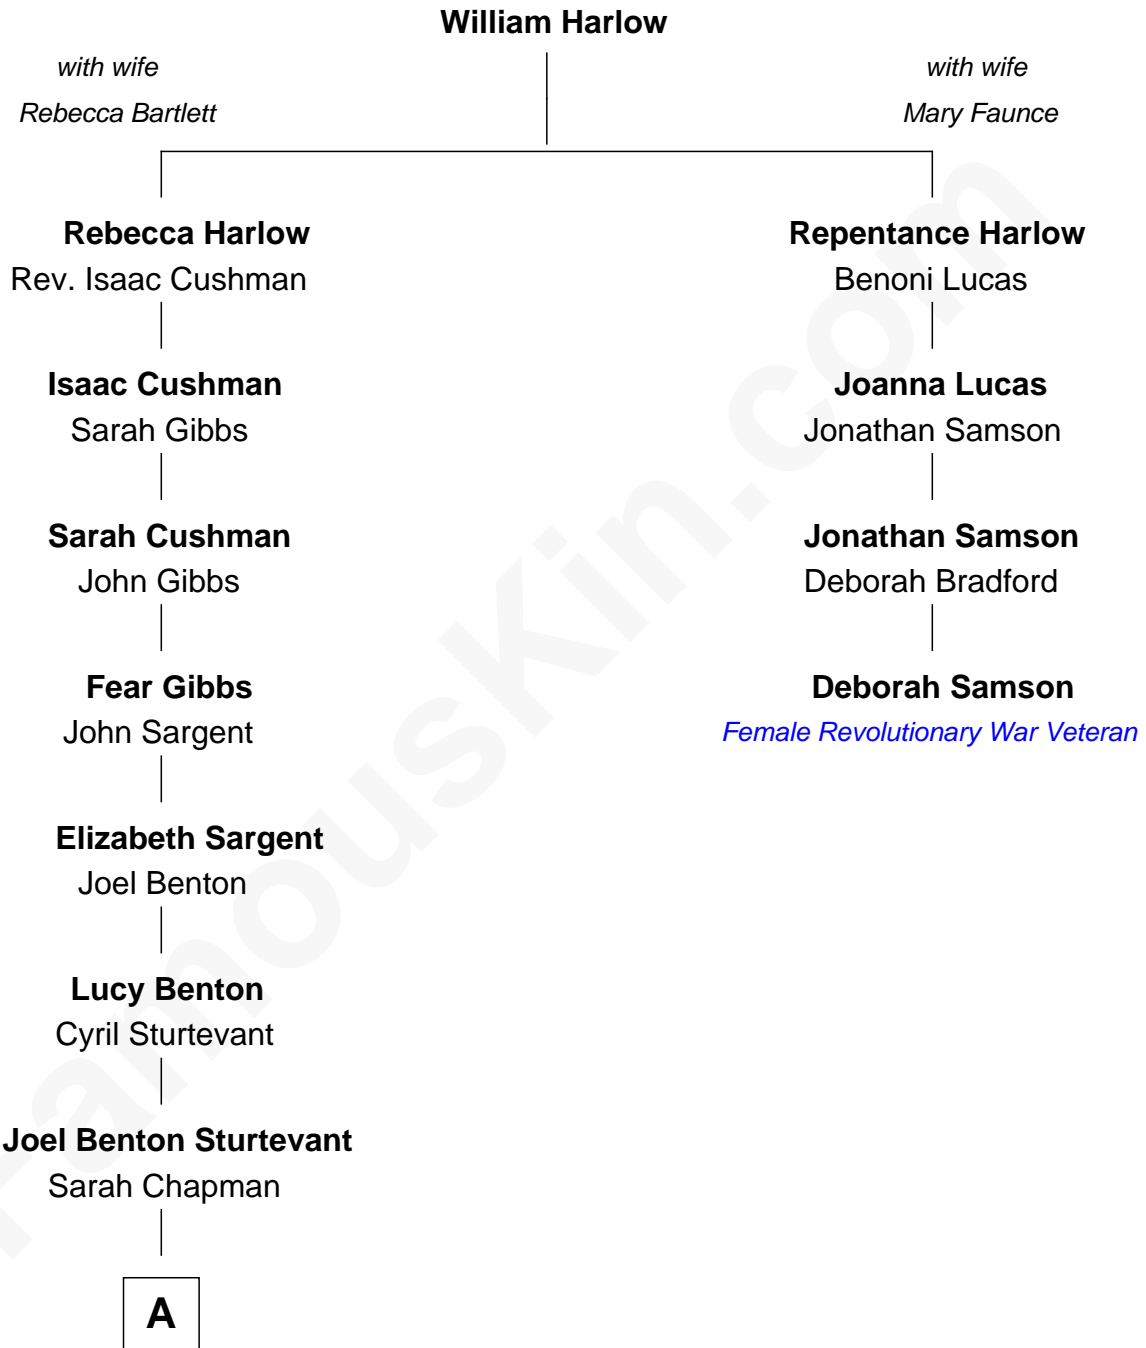 William Harlow
with wife
Rebecca Bartlett
with wife
Mary Faunce
Rebecca Harlow
Rev. Isaac Cushman
Repentance Harlow
Benoni Lucas
Isaac Cushman
Sarah Gibbs
Joanna Lucas
Jonathan Samson
Sarah Cushman
John Gibbs
Jonathan Samson
Deborah Bradford
Fear Gibbs
John Sargent
Deborah Samson
Female Revolutionary War Veteran
Elizabeth Sargent
Joel Benton
Lucy Benton
Cyril Sturtevant
Joel Benton Sturtevant
Sarah Chapman
A
FamousKin.com